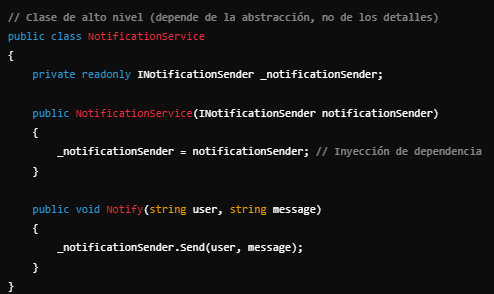 // Clase de alto nivel (depende de la abstracción, no de los detalles)
public class NotificationService
{
    private readonly INotificationSender _notificationSender;

    public NotificationService(INotificationSender notificationSender)
    {
        _notificationSender = notificationSender; // Inyección de dependencia
    }

    public void Notify(string user, string message)
    {
        _notificationSender.Send(user, message);
    }
}